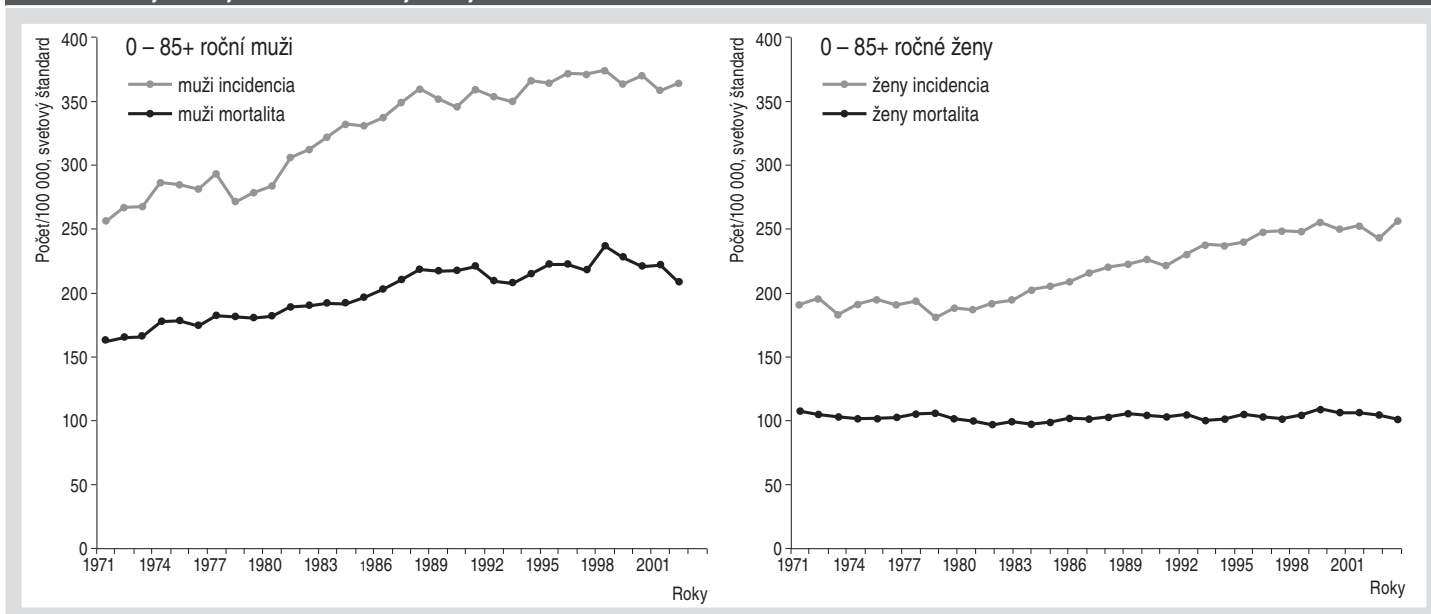 Počet/100 000, svetový štandard
0 – 85+ roční muži
muži incidencia
muži mortalita
400
350
300
250
200
150
100
50
0
1971 1974 1977 1980 1983 1986 1989 1992 1995 1998 2001
Roky
Počet/100 000, svetový štandard
0 – 85+ ročné ženy
ženy incidencia
ženy mortalita
400
350
300
250
200
150
100
50
0
1971 1974 1977 1980 1983 1986 1989 1992 1995 1998 2001
Roky